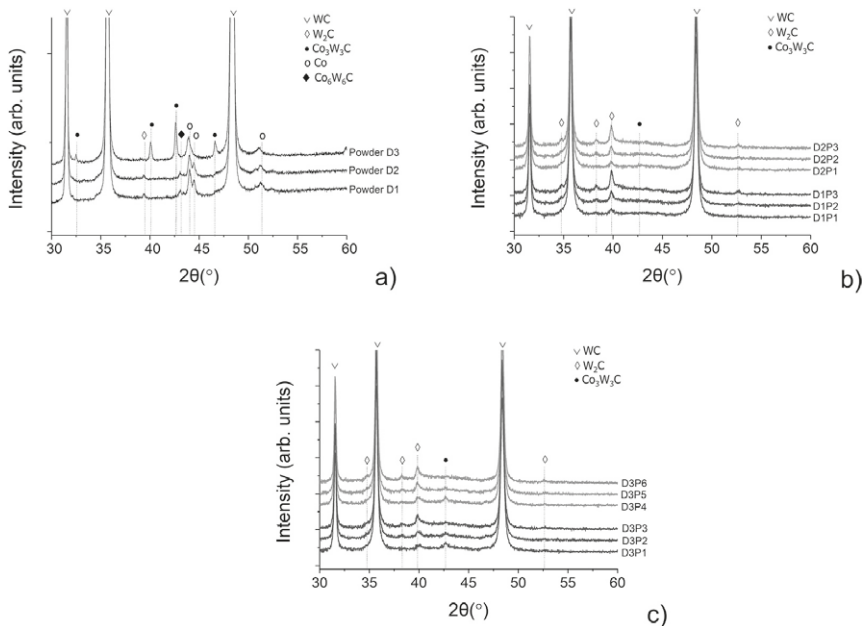 WC
W₂C
Co₃W₃C
Co
Co₆W₆C
Intensity (arb. units)
Powder D3
Powder D2
Powder D1
30 35 40 45 50 55 60
2θ(°)
a)
WC
W₂C
Co₃W₃C
Intensity (arb. units)
D2P3
D2P2
D2P1
D1P3
D1P2
D1P1
30 35 40 45 50 55 60
2θ(°)
b)
WC
W₂C
Co₃W₃C
Intensity (arb. units)
D3P6
D3P5
D3P4
D3P3
D3P2
D3P1
30 35 40 45 50 55 60
2θ(°)
c)